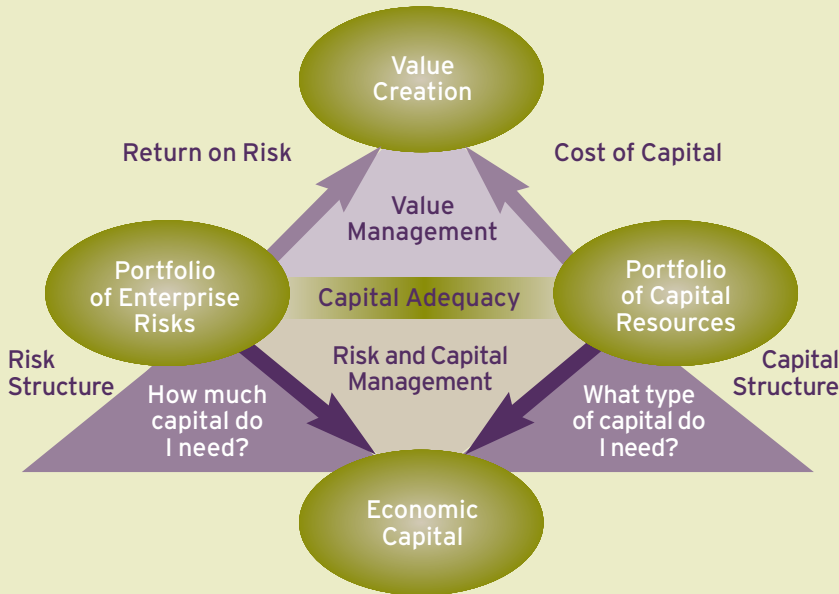 Value
Creation
Return on Risk
Cost of Capital
Value
Management
Portfolio
of Enterprise
Risks
Capital Adequacy
Portfolio
of Capital
Resources
Risk
Structure
Risk and Capital
Management
Capital
Structure
How much
capital do
I need?
What type
of capital do
I need?
Economic
Capital